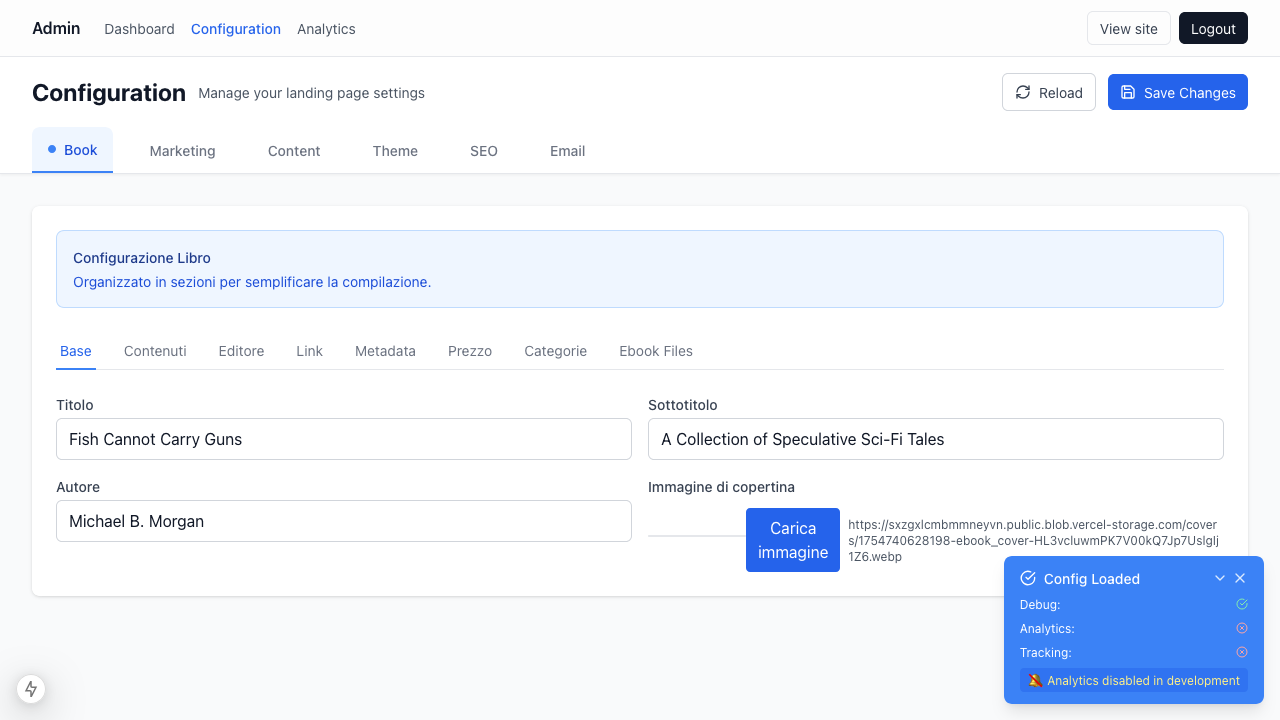 Admin
Dashboard
Configuration
Analytics
View site
Logout
Configuration
Manage your landing page settings
Reload
Save Changes
Book
Marketing
Content
Theme
SEO
Email
Configurazione Libro
Organizzato in sezioni per semplificare la compilazione.
Base
Contenuti
Editore
Link
Metadata
Prezzo
Categorie
Ebook Files
Titolo
Fish Cannot Carry Guns
Sottotitolo
A Collection of Speculative Sci-Fi Tales
Autore
Michael B. Morgan
Immagine di copertina
Carica
immagine
https://sxzgxlcmbmmneyvn.public.blob.vercel-storage.com/cover
s/1754740628198-ebook_cover-HL3vcluwmPK7V00kQ7Jp7UsIgIj
1Z6.webp
Config Loaded
Debug:
Analytics:
Tracking:
Analytics disabled in development